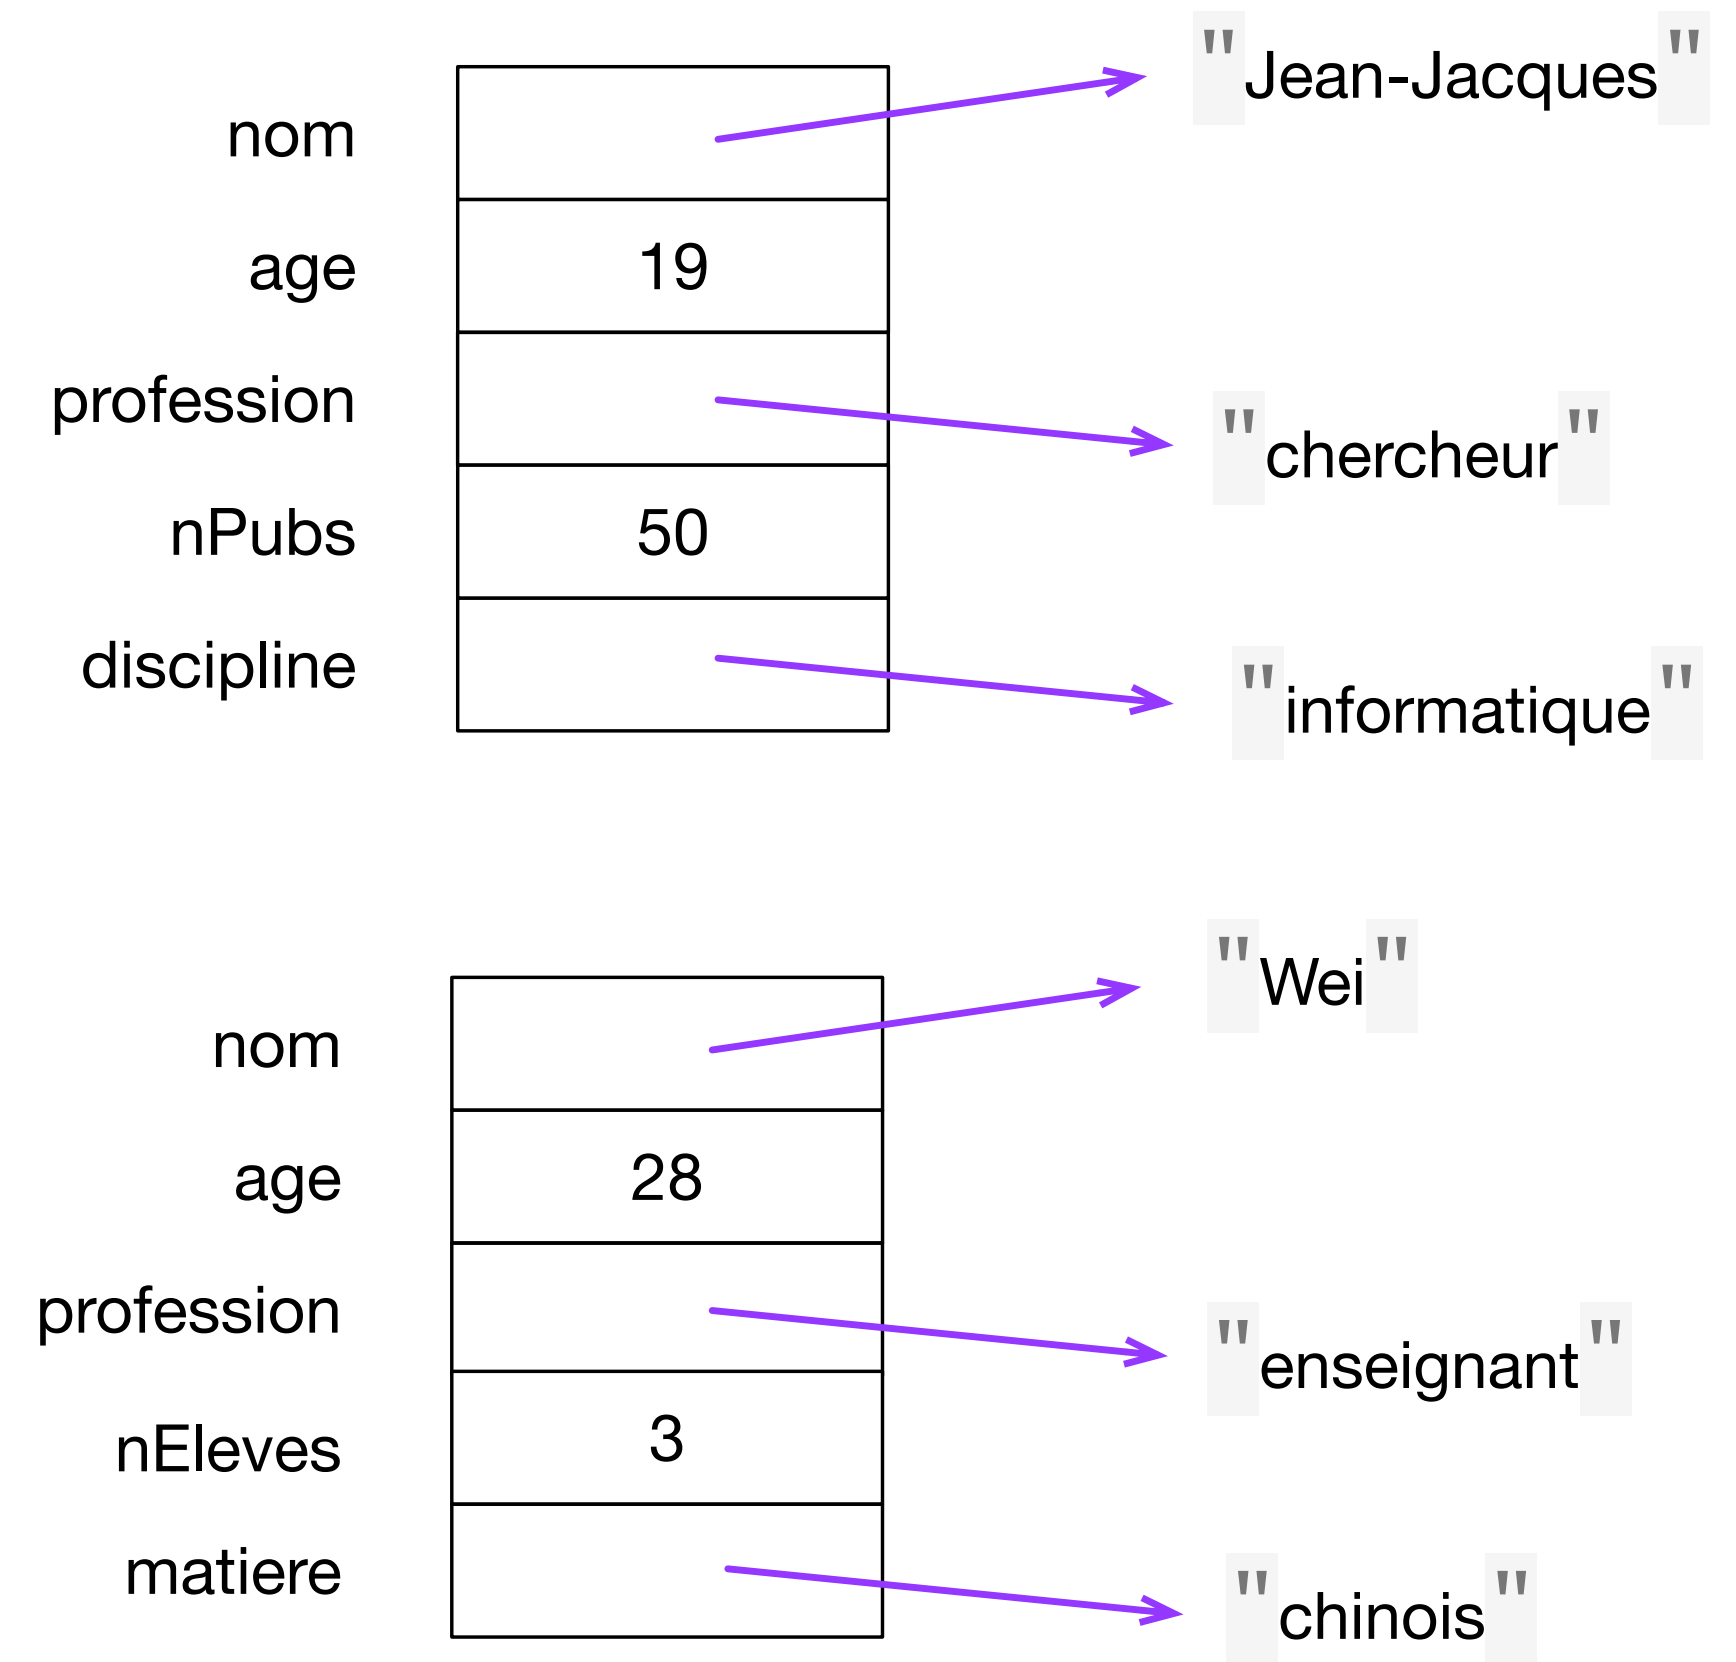 nom "Jean-Jacques"
age 19
profession "chercheur"
nPubs 50
discipline "informatique"
nom "Wei"
age 28
profession "enseignant"
nEleves 3
matiere "chinois"